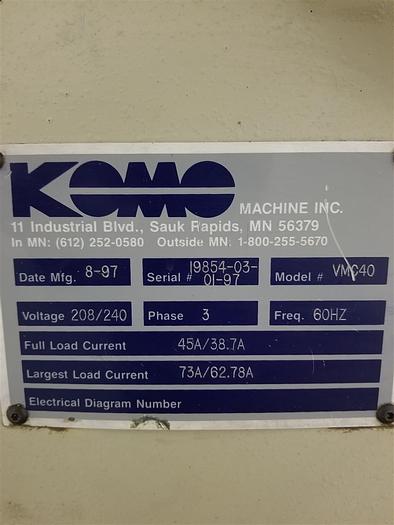 KOMO MACHINE INC.
11 Industrial Blvd., Sauk Rapids, MN 56379
In MN: (612) 252-0580 Outside MN: 1-800-255-5670
Date Mfg. 8-97 Serial # 19854-03-01-97 Model # VMC40
Voltage 208/240 Phase 3 Freq. 60HZ
Full Load Current 45A/38.7A
Largest Load Current 73A/62.78A
Electrical Diagram Number